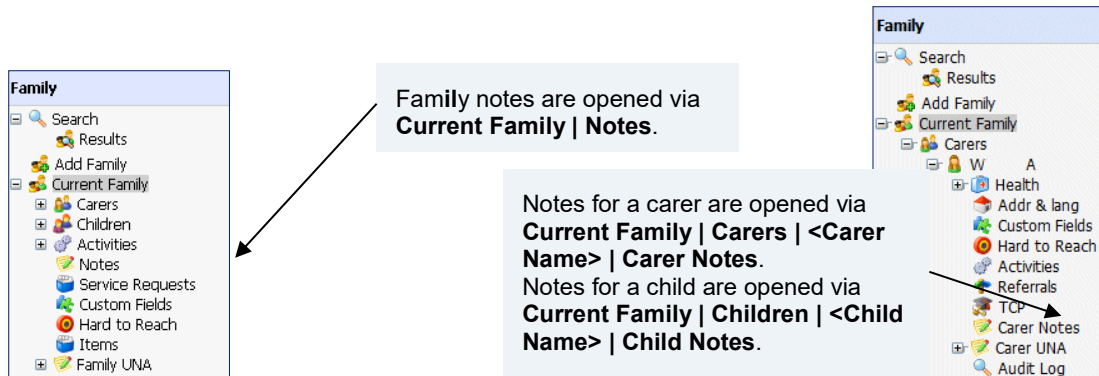 Family
Search
Results
Add Family
Current Family
Carers
Children
Activities
Notes
Service Requests
Custom Fields
Hard to Reach
Items
Family UNA
Family notes are opened via
Current Family | Notes.
Notes for a carer are opened via
Current Family | Carers | <Carer
Name> | Carer Notes.
Notes for a child are opened via
Current Family | Children | <Child
Name> | Child Notes.
Family
Search
Results
Add Family
Current Family
Carers
W A
Health
Addr & lang
Custom Fields
Hard to Reach
Activities
Referrals
TCP
Carer Notes
Carer UNA
Audit Log